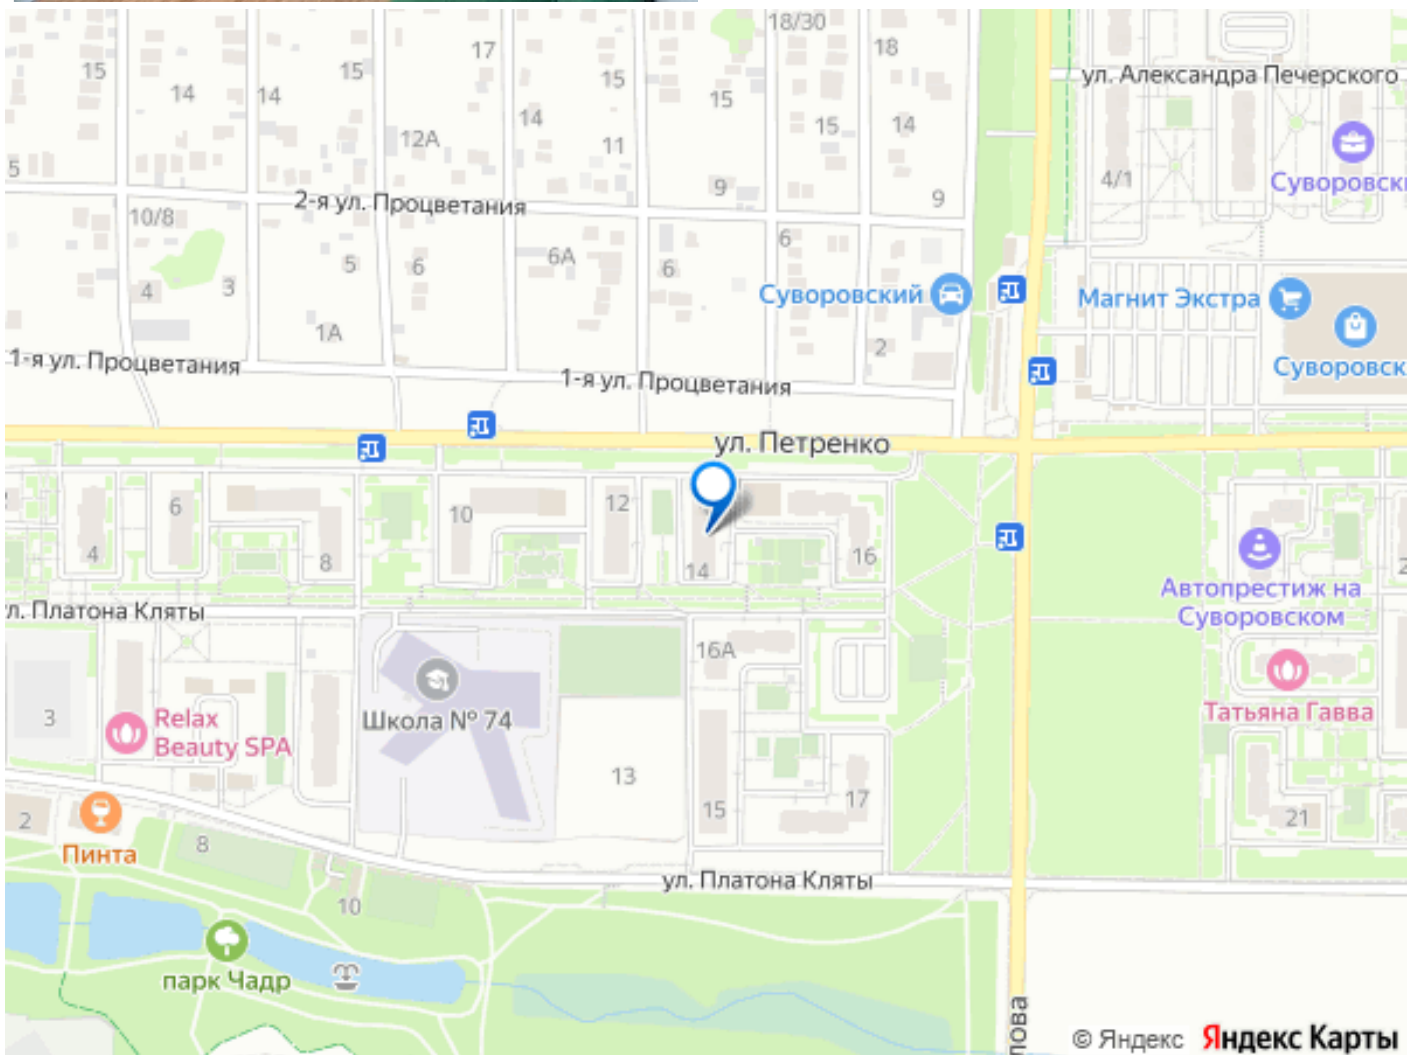 18/30
17
18
15
15
15
ул. Александра Печерского
14
14
15
14
15
14
12А
11
4/1
5
9
9
Суворовск
2-я ул. Процветания
10/8
6
5
6
6А
6
4
3
Суворовский
Магнит Экстра
1А
2
1-я ул. Процветания
Суворовск
1-я ул. Процветания
ул. Петренко
6
10
12
4
8
14
16
2
Автопрестиж на
Суворовском
л. Платона Кляты
16А
3
Relax
Beauty SPA
Школа № 74
Татьяна Гавва
13
15
17
2
21
Пинта
8
ул. Платона Кляты
10
парк Чадр
лова
© Яндекс Яндекс Карты